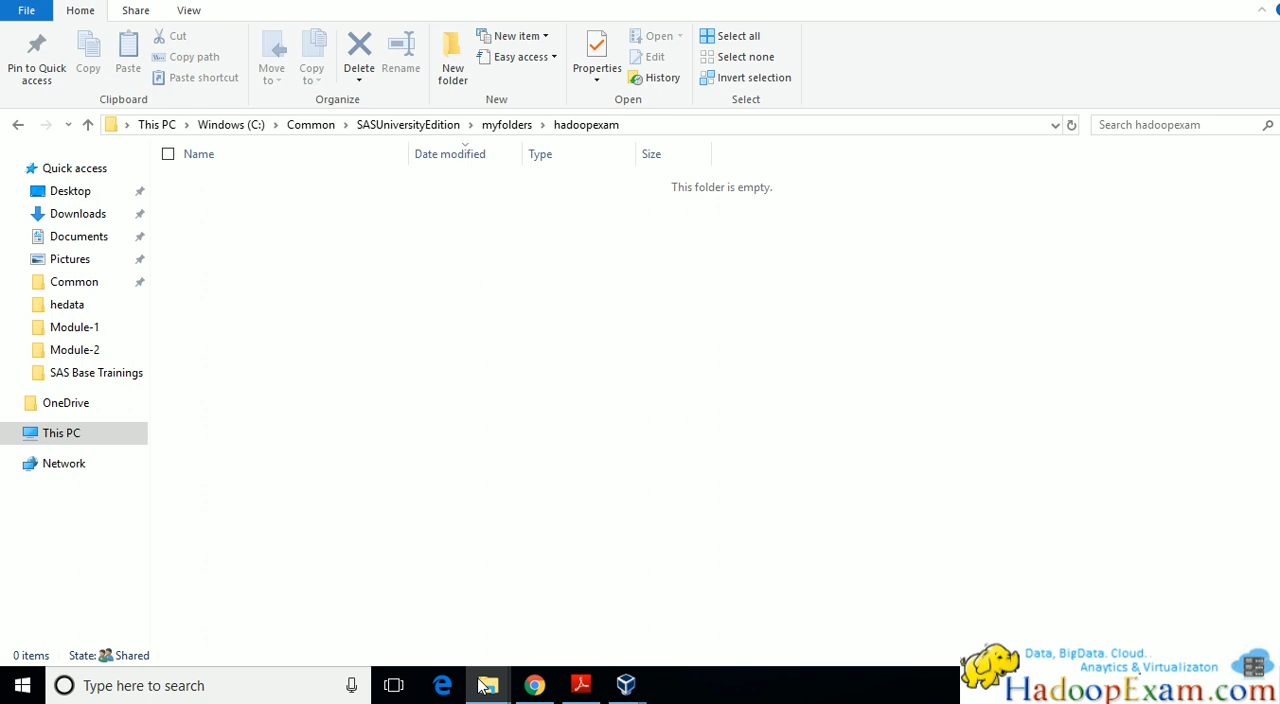 File Home Share View
Pin to Quick access
Copy
Paste
Cut
Copy path
Paste shortcut
Clipboard
Move to
Copy to
Delete
Rename
Organize
New folder
New item
Easy access
New
Properties
Open
Edit
History
Open
Select all
Select none
Invert selection
Select
This PC > Windows (C:) > Common > SASUniversityEdition > myfolders > hadoopexam
Search hadoopexam
Name Date modified Type Size
This folder is empty.
Quick access
Desktop
Downloads
Documents
Pictures
Common
hedata
Module-1
Module-2
SAS Base Trainings
OneDrive
This PC
Network
0 items State: Shared
Type here to search
Data, BigData. Cloud.
Anaytics & Virtualizaton
HadoopExam.com